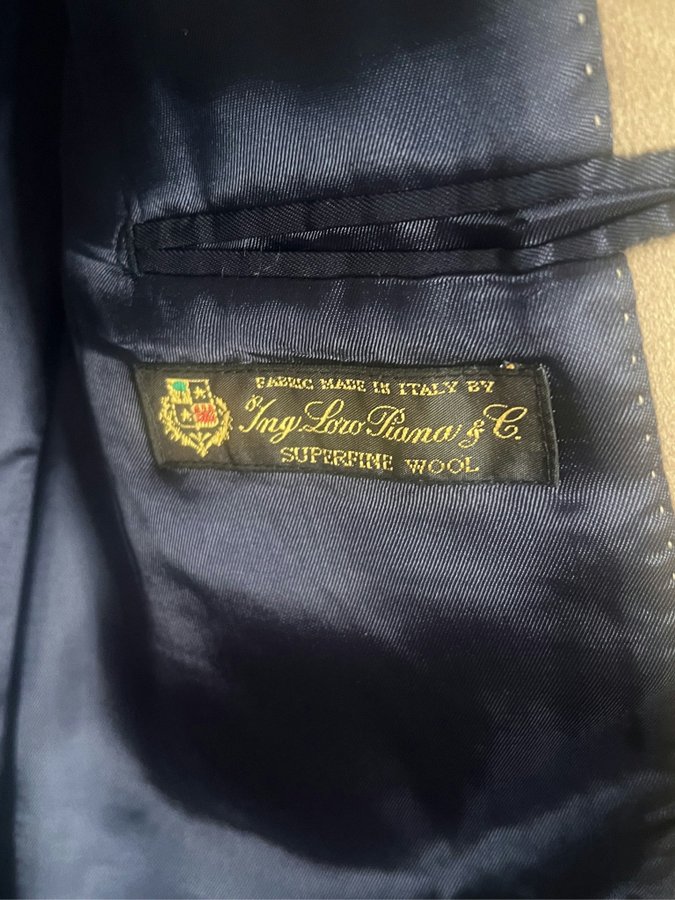 FABRIC MADE IN ITALY BY
Ing. Loro Piana & C.
SUPERFINE WOOL